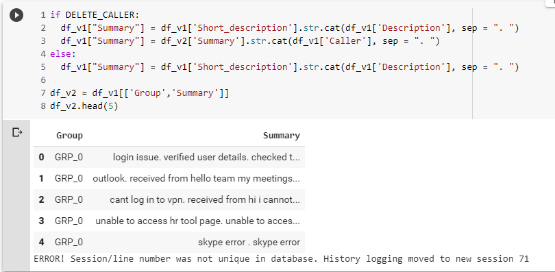 1 if DELETE_CALLER:
2   df_v1["Summary"] = df_v1['Short_description'].str.cat(df_v1['Description'], sep = ". ")
3   df_v1["Summary"] = df_v2['Summary'].str.cat(df_v1['Caller'], sep = ". ")
4 else:
5   df_v1["Summary"] = df_v1['Short_description'].str.cat(df_v1['Description'], sep = ". ")
6
7 df_v2 = df_v1[['Group','Summary']]
8 df_v2.head(5)
Group Summary
0 GRP_0 login issue. verified user details. checked t...
1 GRP_0 outlook. received from hello team my meetings...
2 GRP_0 cant log in to vpn. received from hi i cannot...
3 GRP_0 unable to access hr tool page. unable to acces...
4 GRP_0 skype error . skype error
ERROR! Session/line number was not unique in database. History logging moved to new session 71